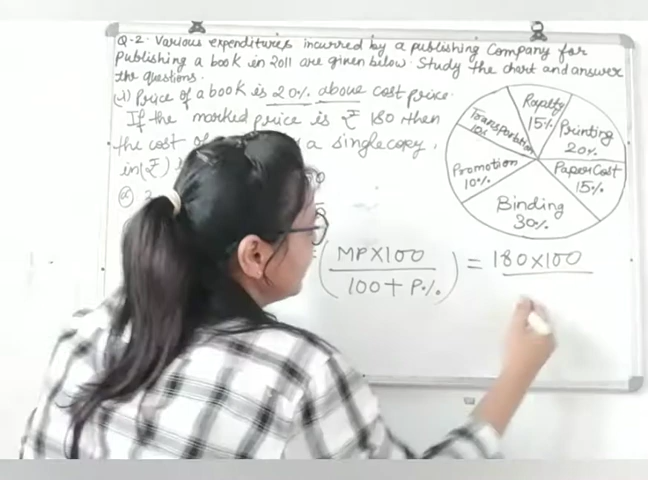 Q-2. Various expenditures incurred by a publishing Company for
Publishing a book in 2011 are given below. Study the chart and answer
the questions.
(i) Price of a book is 20% above cost price.
If the marked price is ₹ 180 then
the cost of a single copy.
in (₹) i
(a)
Royalty
15%
Printing
20%
Paper Cost
15%
Binding
30%
Promotion
10%
Transportation
10%
(MP×100
100+P%) = 180×100